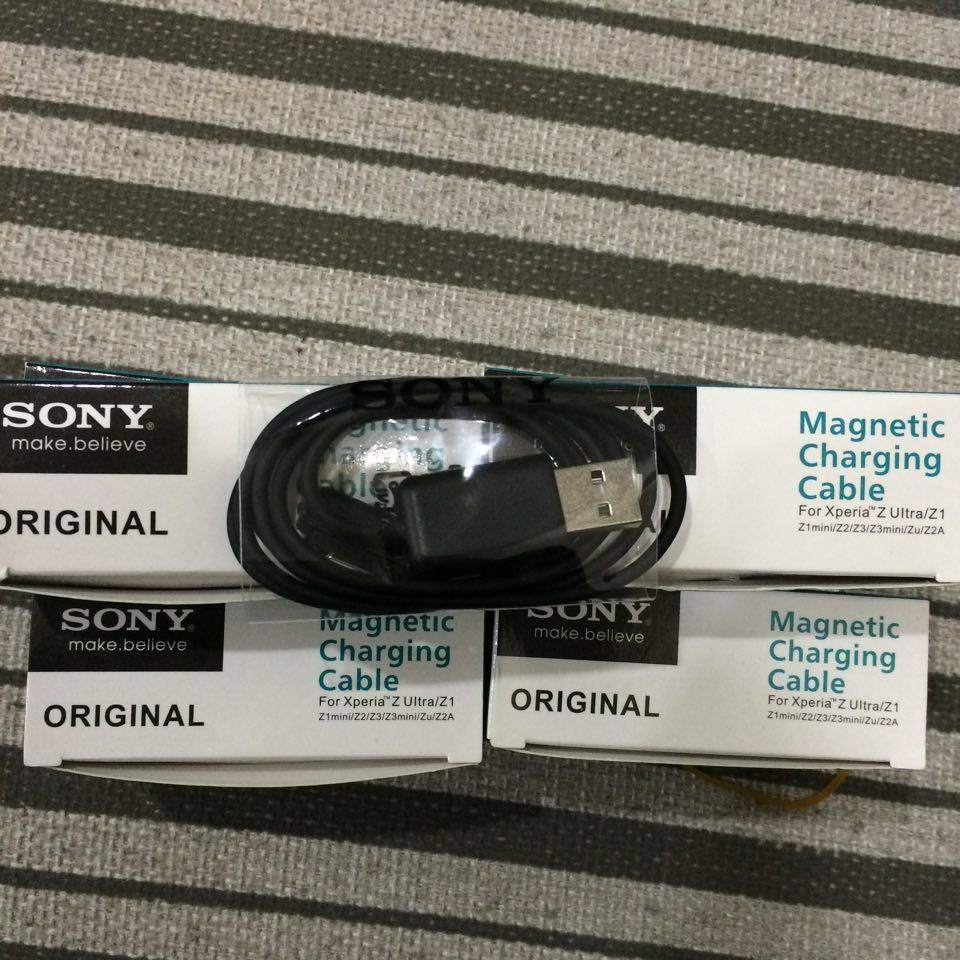 SONY
make.believe
ORIGINAL
SONY
Magnetic
Charging
Cable
For Xperia™ Z Ultra/Z1
Z1mini/Z2/Z3/Z3mini/Zu/Z2A
SONY
make.believe
ORIGINAL
Magnetic
Charging
Cable
For Xperia™ Z Ultra/Z1
Z1mini/Z2/Z3/Z3mini/Zu/Z2A
SONY
make.believe
ORIGINAL
Magnetic
Charging
Cable
For Xperia™ Z Ultra/Z1
Z1mini/Z2/Z3/Z3mini/Zu/Z2A